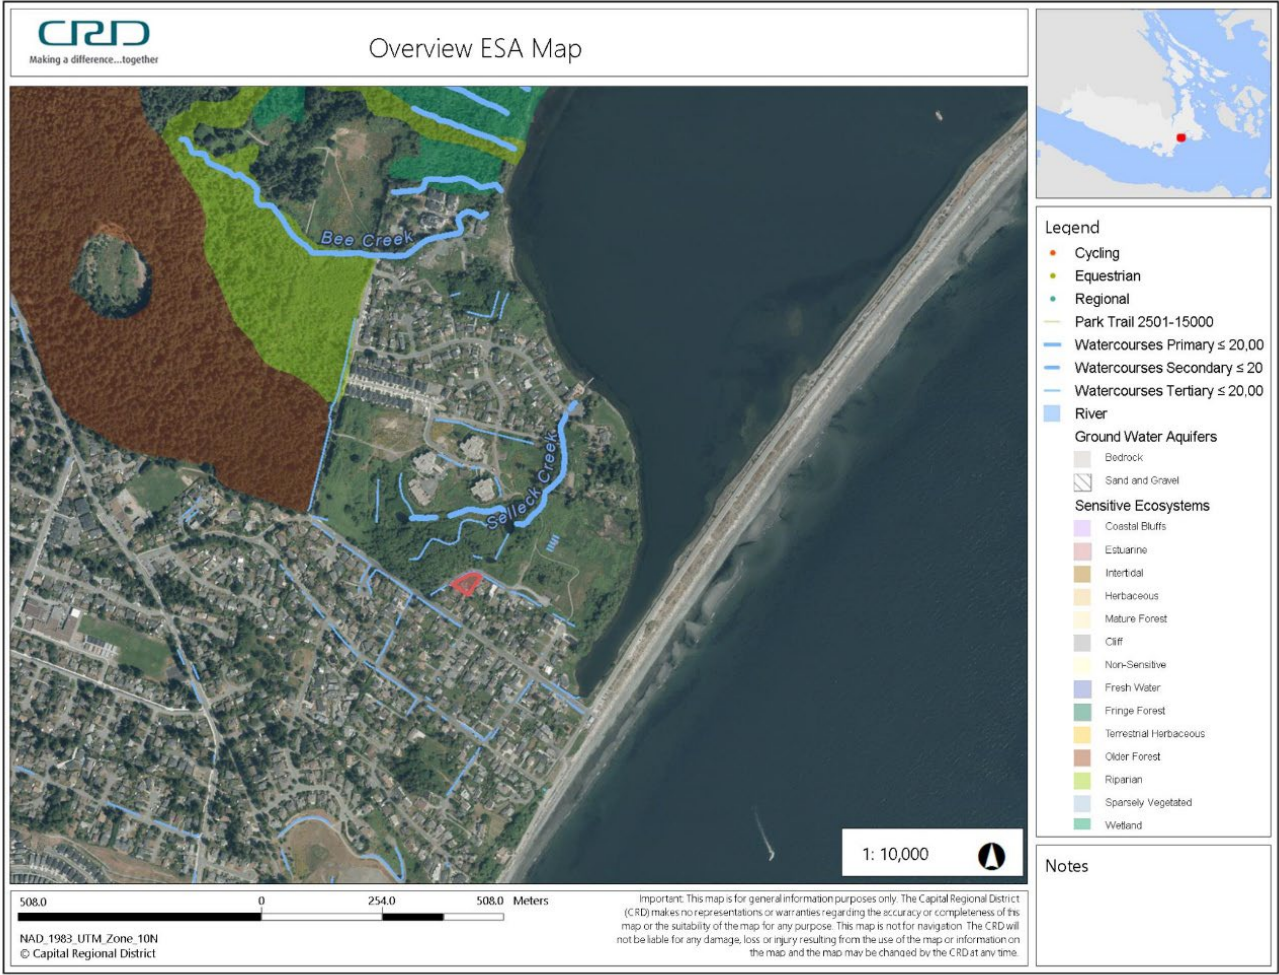 CRD
Making a difference...together
Overview ESA Map
Bee Creek
Selleck Creek
1: 10,000
Legend
Cycling
Equestrian
Regional
Park Trail 2501-15000
Watercourses Primary ≤ 20,00
Watercourses Secondary ≤ 20
Watercourses Tertiary ≤ 20,00
River
Ground Water Aquifers
Bedrock
Sand and Gravel
Sensitive Ecosystems
Coastal Bluffs
Estuarine
Intertidal
Herbaceous
Mature Forest
Cliff
Non-Sensitive
Fresh Water
Fringe Forest
Terrestrial Herbaceous
Older Forest
Riparian
Sparsely Vegetated
Wetland
Notes
508.0 0 254.0 508.0 Meters
NAD_1983_UTM_Zone_10N
© Capital Regional District
Important: This map is for general information purposes only. The Capital Regional District
(CRD) makes no representations or warranties regarding the accuracy or completeness of this
map or the suitability of the map for any purpose. This map is not for navigation. The CRD will
not be liable for any damage, loss or injury resulting from the use of the map or information on
the map and the map may be changed by the CRD at any time.